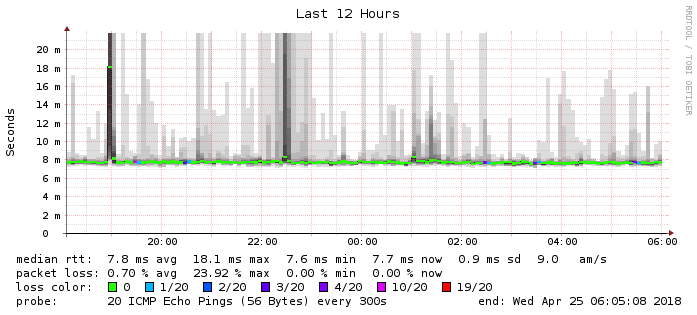 Last 12 Hours
RRDTOOL / TOBI OETIKER
Seconds
20 m
18 m
16 m
14 m
12 m
10 m
8 m
6 m
4 m
2 m
0
20:00 22:00 00:00 02:00 04:00 06:00
median rtt: 7.8 ms avg 18.1 ms max 7.6 ms min 7.7 ms now 0.9 ms sd 9.0 am/s
packet loss: 0.70 % avg 23.92 % max 0.00 % min 0.00 % now
loss color: 0 1/20 2/20 3/20 4/20 10/20 19/20
probe: 20 ICMP Echo Pings (56 Bytes) every 300s end: Wed Apr 25 06:05:08 2018